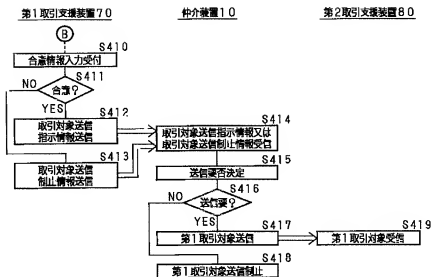 第1取引支援装置70
仲介装置10
第2取引支援装置80
B
S410
合意情報入力受付
S411
NO
合意?
YES
S412
取引対象送信
指示情報送信
S413
取引対象送信
制止情報送信
S414
取引対象送信指示情報又は
取引対象送信制止情報受信
S415
送信要否決定
S416
NO
送信要?
YES
S417
第1取引対象送信
S419
第1取引対象受信
S418
第1取引対象送信制止